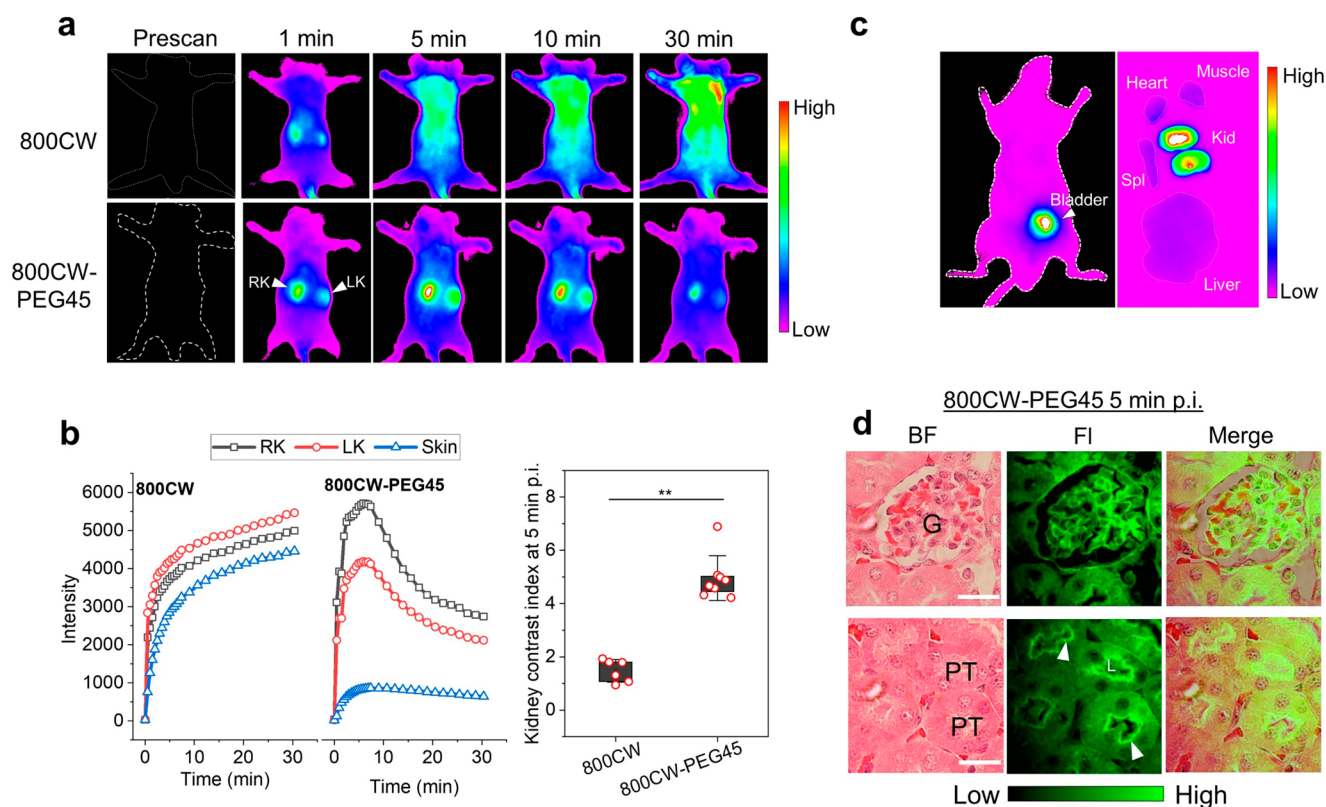 a
Prescan
1 min
5 min
10 min
30 min
800CW
800CW-
PEG45
RK
LK
High
Low
c
Heart
Muscle
Kid
Spl
Bladder
Liver
High
Low
b
RK
LK
Skin
800CW
800CW-PEG45
Intensity
6000
5000
4000
3000
2000
1000
0
0
10
20
30
Time (min)
0
10
20
30
Time (min)
Kidney contrast index at 5 min p.i.
8
6
4
2
0
**
800CW
800CW-PEG45
800CW-PEG45 5 min p.i.
d
BF
FI
Merge
G
PT
PT
L
Low
High